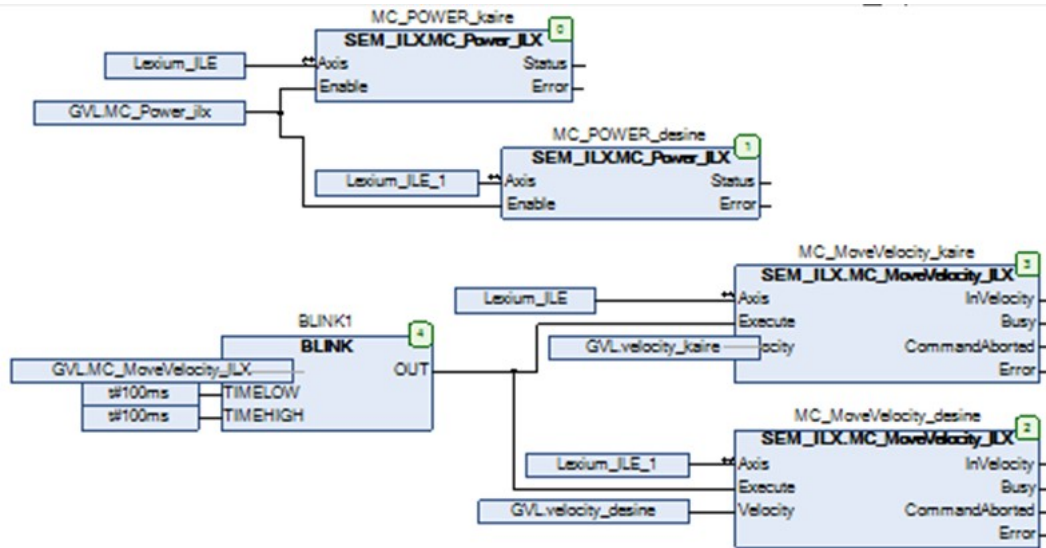 MC_POWER_kaire
0
SEM_ILX.MC_Power_ILX
Lexium_ILE
Axis
Status
Enable
Error
GVL.MC_Power_ilx
MC_POWER_desine
1
SEM_ILX.MC_Power_ILX
Lexium_ILE_1
Axis
Status
Enable
Error
MC_MoveVelocity_kaire
3
SEM_ILX.MC_MoveVelocity_ILX
Lexium_ILE
Axis
InVelocity
Execute
Busy
GVL.velocity_kaire
ocity
CommandAborted
Error
BLINK1
4
BLINK
GVL.MC_MoveVelocity_ILX
OUT
t#100ms
TIMELOW
t#100ms
TIMEHIGH
MC_MoveVelocity_desine
2
SEM_ILX.MC_MoveVelocity_ILX
Lexium_ILE_1
Axis
InVelocity
Execute
Busy
GVL.velocity_desine
Velocity
CommandAborted
Error